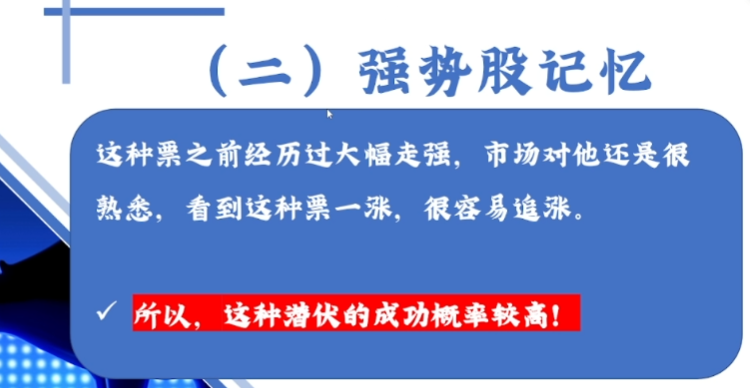 （二）强势股记忆
这种票之前经历过大幅走强，市场对他还是很
熟悉，看到这种票一涨，很容易追涨。
✓ 所以，这种潜伏的成功概率较高！